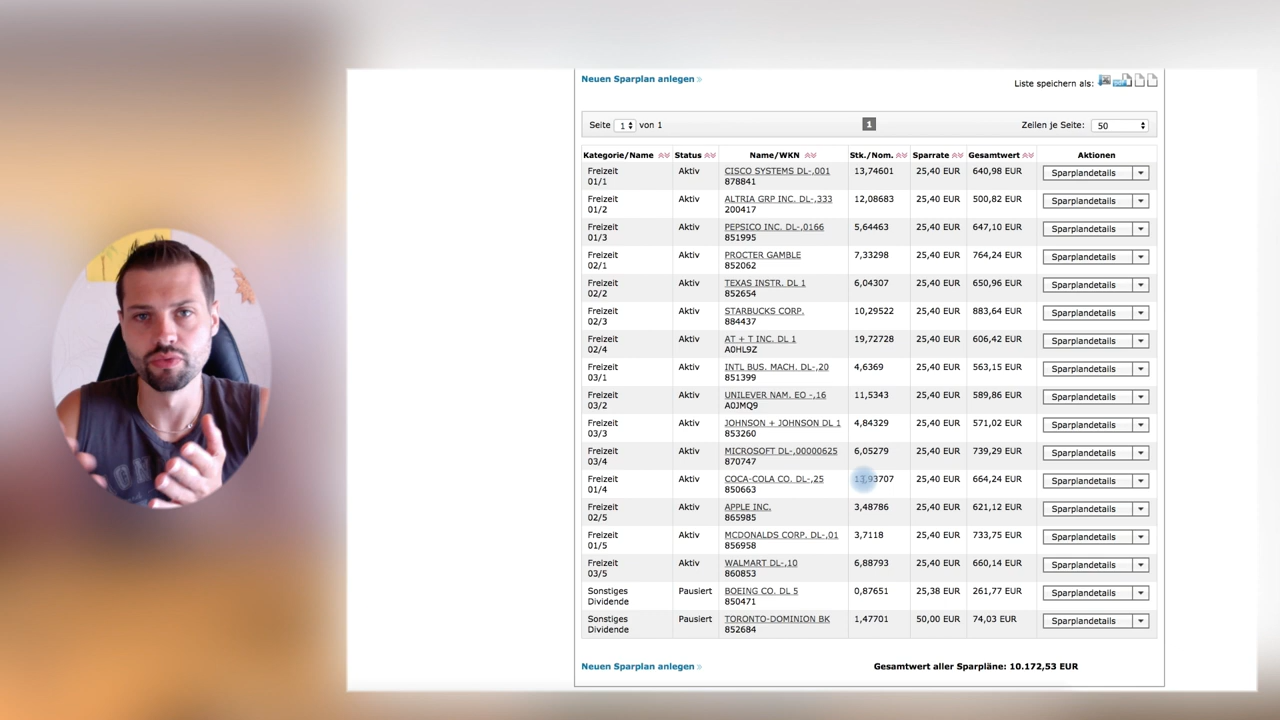 Neuen Sparplan anlegen »
Liste speichern als:
Seite 1 von 1
1
Zeilen je Seite: 50
Kategorie/Name Status Name/WKN Stk./Nom. Sparrate Gesamtwert Aktionen
Freizeit Aktiv CISCO SYSTEMS DL-,001 13,74601 25,40 EUR 640,98 EUR Sparplandetails
01/1 878841
Freizeit Aktiv ALTRIA GRP INC. DL-,333 12,08683 25,40 EUR 500,82 EUR Sparplandetails
01/2 200417
Freizeit Aktiv PEPSICO INC. DL-,0166 5,64463 25,40 EUR 647,10 EUR Sparplandetails
01/3 851995
Freizeit Aktiv PROCTER GAMBLE 7,33298 25,40 EUR 764,24 EUR Sparplandetails
02/1 852062
Freizeit Aktiv TEXAS INSTR. DL 1 6,04307 25,40 EUR 650,96 EUR Sparplandetails
02/2 852654
Freizeit Aktiv STARBUCKS CORP. 10,29522 25,40 EUR 883,64 EUR Sparplandetails
02/3 884437
Freizeit Aktiv AT + T INC. DL 1 19,72728 25,40 EUR 606,42 EUR Sparplandetails
02/4 A0HL9Z
Freizeit Aktiv INTL BUS. MACH. DL-,20 4,6369 25,40 EUR 563,15 EUR Sparplandetails
03/1 851399
Freizeit Aktiv UNILEVER NAM. EO -,16 11,5343 25,40 EUR 589,86 EUR Sparplandetails
03/2 A0JMQ9
Freizeit Aktiv JOHNSON + JOHNSON DL 1 4,84329 25,40 EUR 571,02 EUR Sparplandetails
03/3 853260
Freizeit Aktiv MICROSOFT DL-,00000625 6,05279 25,40 EUR 739,29 EUR Sparplandetails
03/4 870747
Freizeit Aktiv COCA-COLA CO. DL-,25 13,93707 25,40 EUR 664,24 EUR Sparplandetails
01/4 850663
Freizeit Aktiv APPLE INC. 3,48786 25,40 EUR 621,12 EUR Sparplandetails
02/5 865985
Freizeit Aktiv MCDONALDS CORP. DL-,01 3,7118 25,40 EUR 733,75 EUR Sparplandetails
01/5 856958
Freizeit Aktiv WALMART DL-,10 6,88793 25,40 EUR 660,14 EUR Sparplandetails
03/5 860853
Sonstiges Pausiert BOEING CO. DL 5 0,87651 25,38 EUR 261,77 EUR Sparplandetails
Dividende 850471
Sonstiges Pausiert TORONTO-DOMINION BK 1,47701 50,00 EUR 74,03 EUR Sparplandetails
Dividende 852684
Neuen Sparplan anlegen »
Gesamtwert aller Sparpläne: 10.172,53 EUR